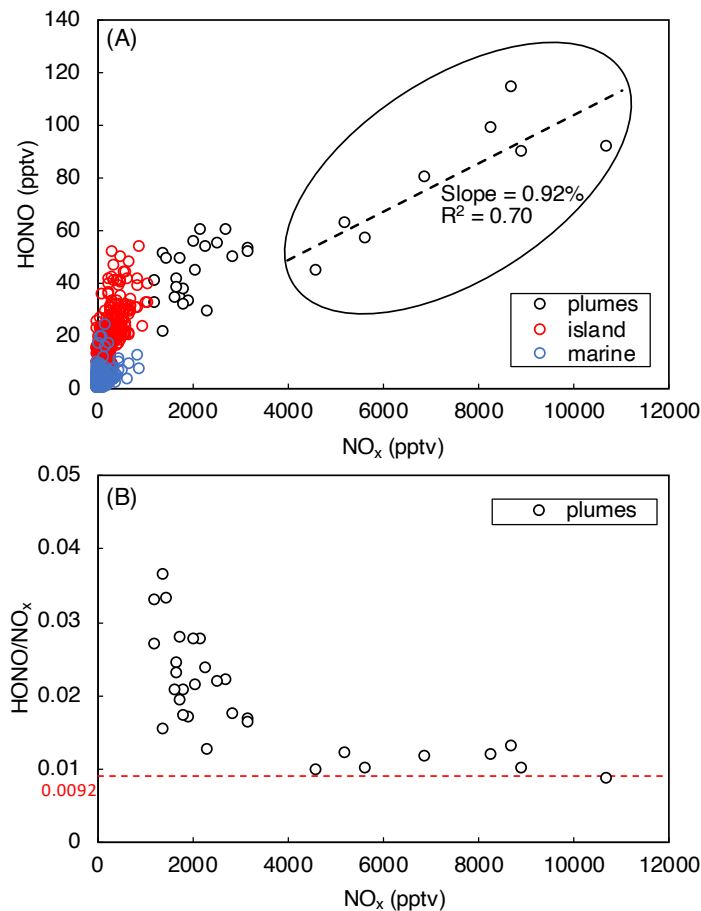 (A)
140
120
100
80
60
40
20
0
HONO (pptv)
Slope = 0.92%
R² = 0.70
plumes
island
marine
0 2000 4000 6000 8000 10000 12000
NOₓ (pptv)
(B)
0.05
0.04
0.03
0.02
0.01
0.0092
0
HONO/NOₓ
plumes
0 2000 4000 6000 8000 10000 12000
NOₓ (pptv)